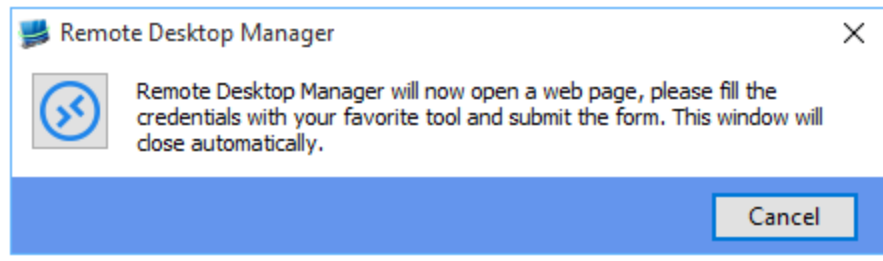 Remote Desktop Manager
Remote Desktop Manager will now open a web page, please fill the
credentials with your favorite tool and submit the form. This window will
close automatically.
Cancel